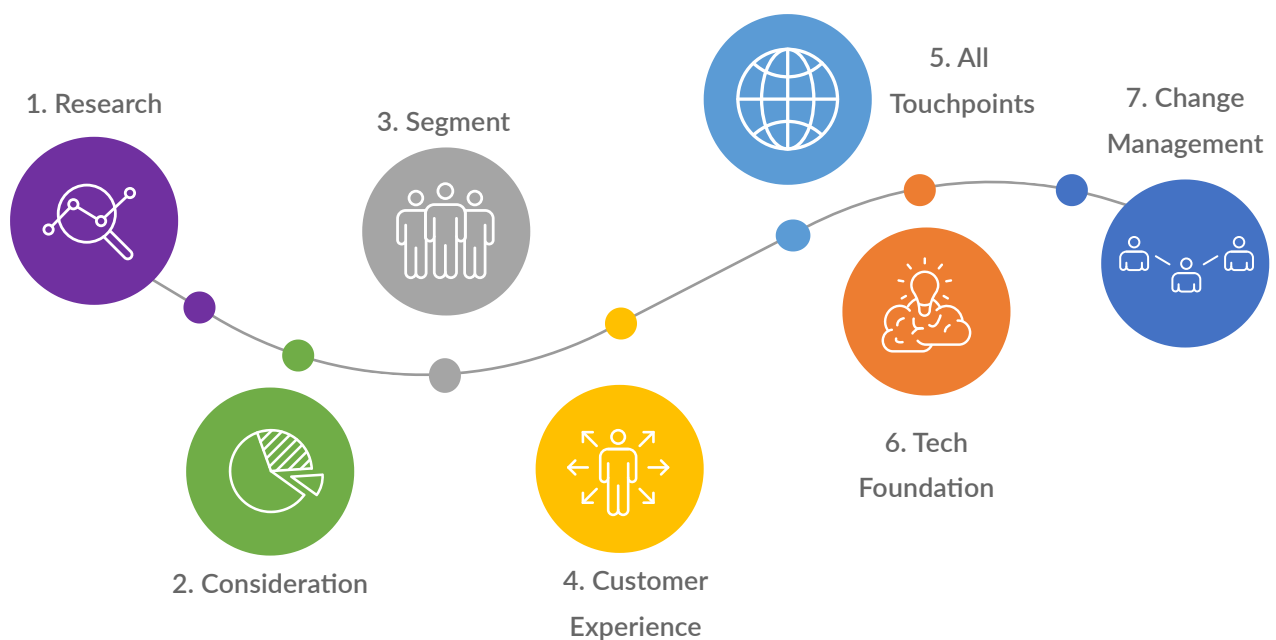 1. Research
2. Consideration
3. Segment
4. Customer
Experience
5. All
Touchpoints
6. Tech
Foundation
7. Change
Management